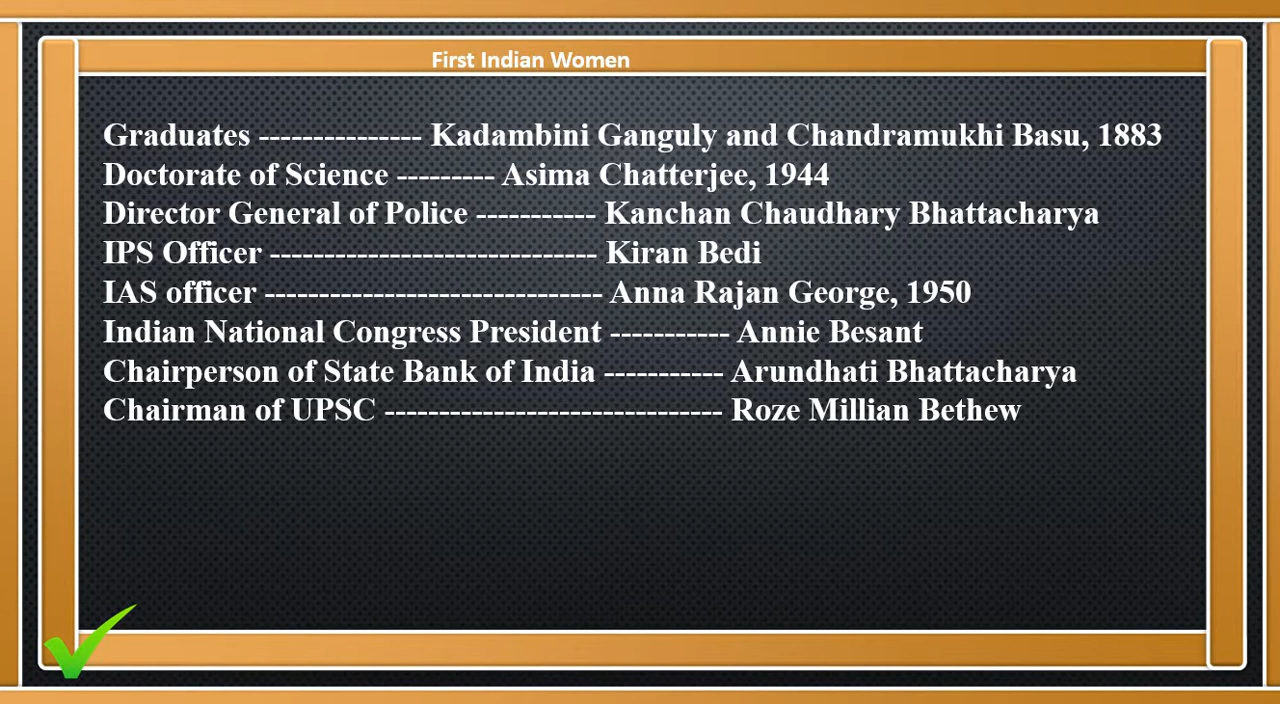 First Indian Women
Graduates --------------- Kadambini Ganguly and Chandramukhi Basu, 1883
Doctorate of Science --------- Asima Chatterjee, 1944
Director General of Police ----------- Kanchan Chaudhary Bhattacharya
IPS Officer ------------------------------ Kiran Bedi
IAS officer ------------------------------- Anna Rajan George, 1950
Indian National Congress President ----------- Annie Besant
Chairperson of State Bank of India ----------- Arundhati Bhattacharya
Chairman of UPSC ------------------------------- Roze Millian Bethew